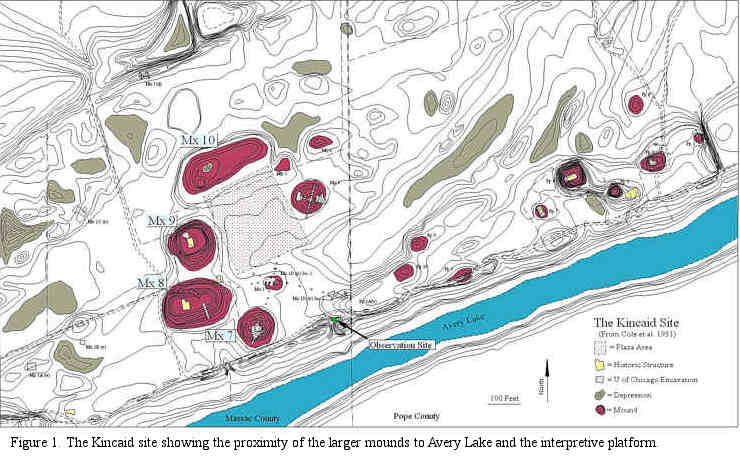 Mx 10
Mx 9
Mx 8
Mx 7
Observation Site
Avery Lake
Massac County
Pope County
100 Feet
North
The Kincaid Site
(From Cole et al. 1951)
= Plaza Area
= Historic Structure
= U of Chicago Excavation
= Depression
= Mound
Figure 1. The Kincaid site showing the proximity of the larger mounds to Avery Lake and the interpretive platform.